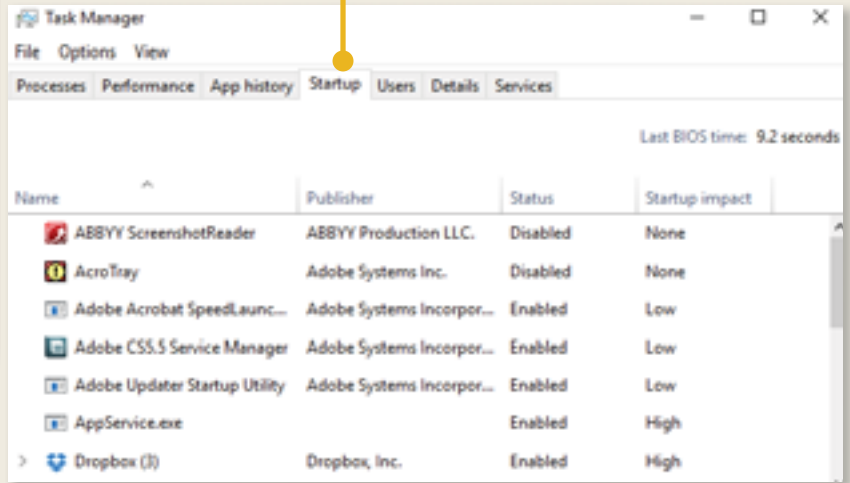 Task Manager
File Options View
Processes Performance App history Startup Users Details Services
Last BIOS time: 9.2 seconds
Name Publisher Status Startup impact
ABBYY ScreenshotReader ABBYY Production LLC. Disabled None
AcroTray Adobe Systems Inc. Disabled None
Adobe Acrobat SpeedLaunc... Adobe Systems Incorpor... Enabled Low
Adobe CS5.5 Service Manager Adobe Systems Incorpor... Enabled Low
Adobe Updater Startup Utility Adobe Systems Incorpor... Enabled Low
AppService.exe Enabled High
Dropbox (3) Dropbox, Inc. Enabled High